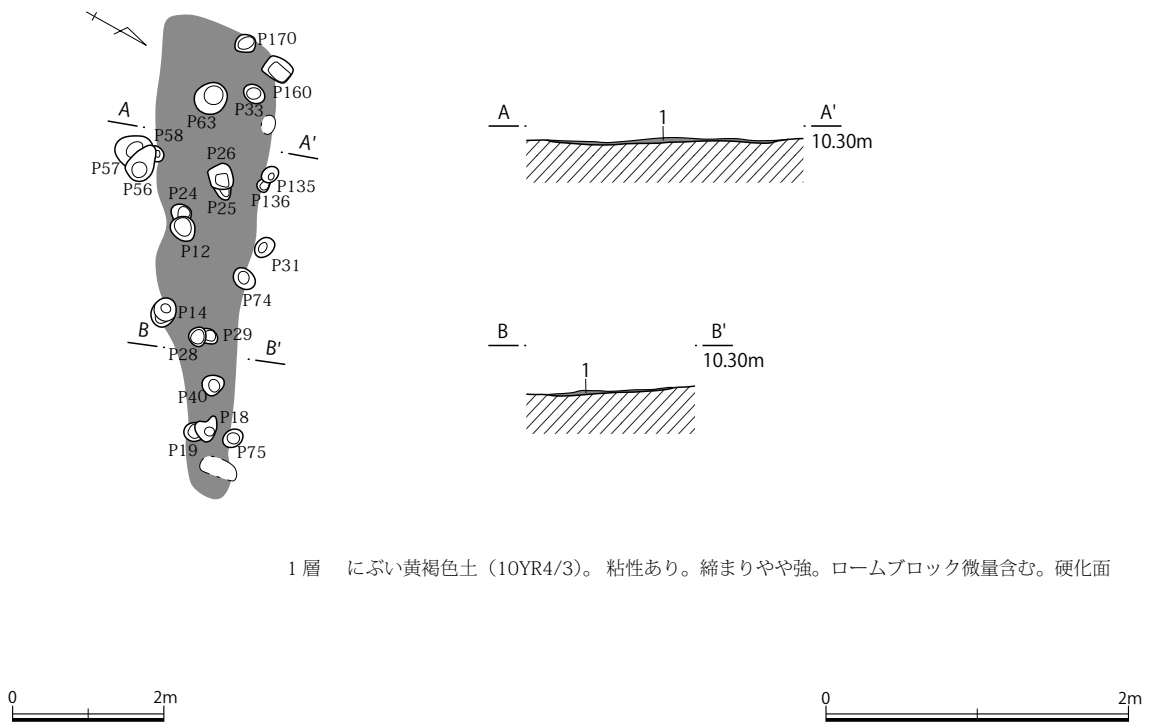 P170
P160
P33
P63
A
A'
P58
P57
P56
P26
P25
P135
P136
P24
P12
P31
P74
P14
B
P29
P28
B'
P40
P18
P19
P75
A
1
A'
10.30m
B
1
B'
10.30m
1層 にぶい黄褐色土（10YR4/3）。 粘性あり。締まりやや強。ロームブロック微量含む。硬化面
0 2m
0 2m